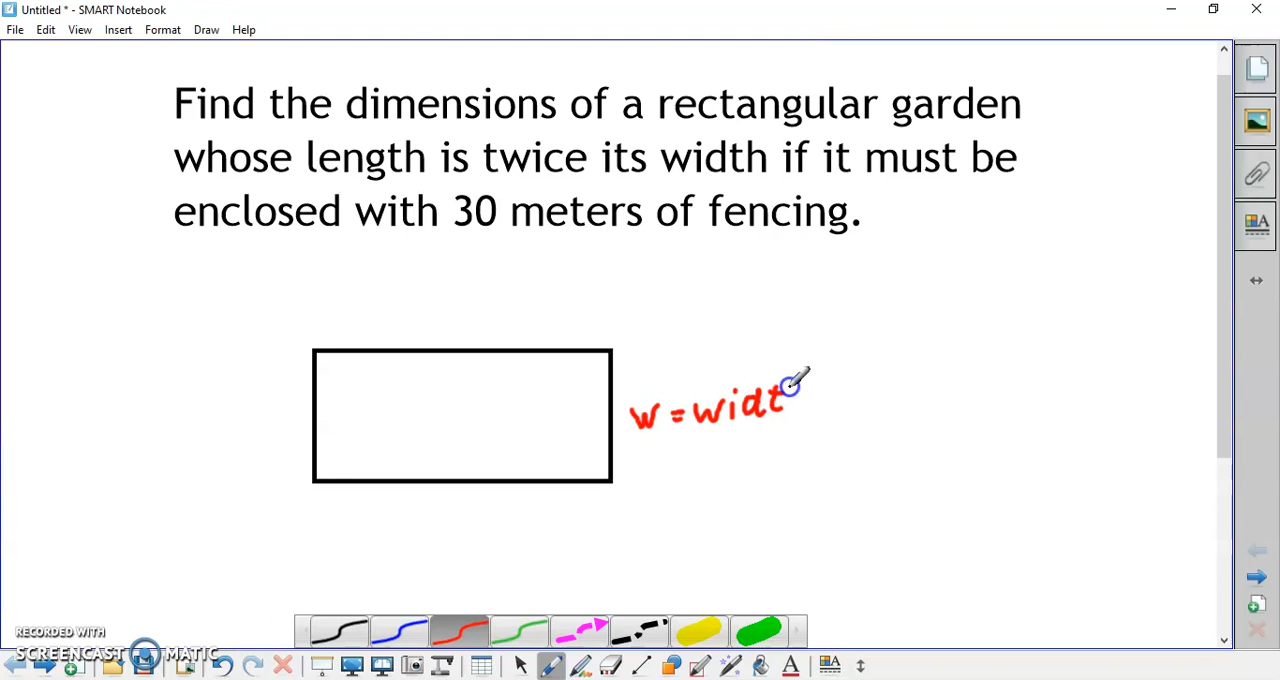 Untitled * - SMART Notebook
File Edit View Insert Format Draw Help
Find the dimensions of a rectangular garden
whose length is twice its width if it must be
enclosed with 30 meters of fencing.
w = widt
RECORDED WITH
SCREENCAST MATIC